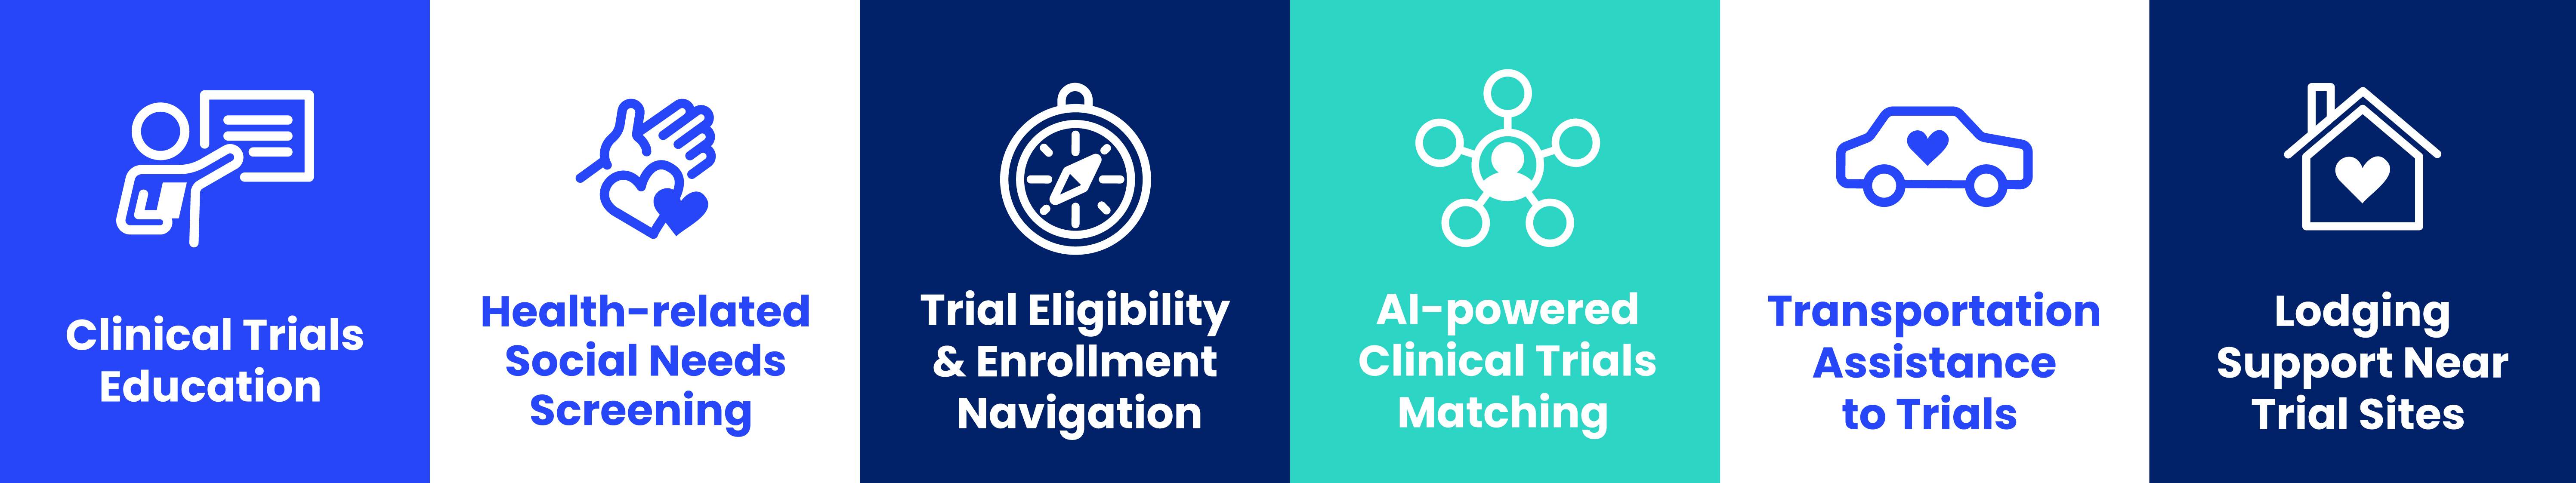 Clinical Trials
Education
Health-related
Social Needs
Screening
Trial Eligibility
& Enrollment
Navigation
AI-powered
Clinical Trials
Matching
Transportation
Assistance
to Trials
Lodging
Support Near
Trial Sites